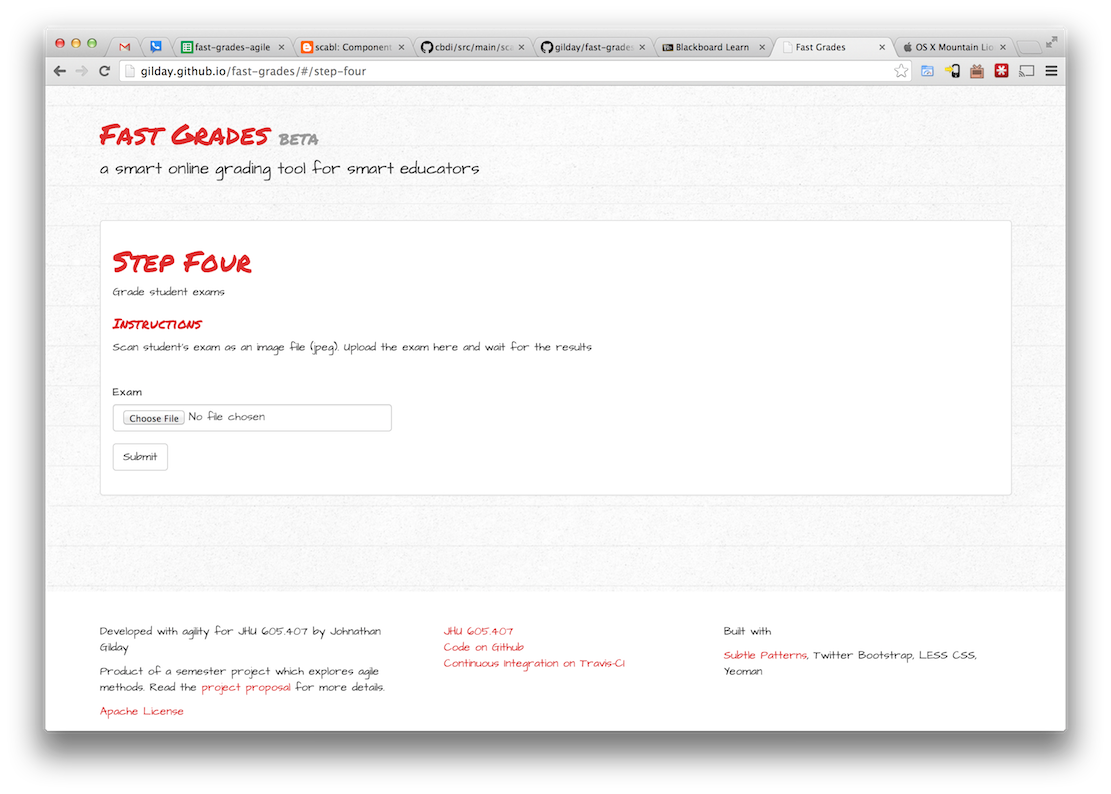 fast-grades-agile
scabl: Component
cbdi/src/main/sca
gilday/fast-grades
Blackboard Learn
Fast Grades
OS X Mountain Lio
gilday.github.io/fast-grades/#/step-four
Fast Grades BETA
a smart online grading tool for smart educators
Step Four
Grade student exams
Instructions
Scan student's exam as an image file (jpeg). Upload the exam here and wait for the results
Exam
Choose File No file chosen
Submit
Developed with agility for JHU 605.407 by Johnathan
Gilday
Product of a semester project which explores agile
methods. Read the project proposal for more details.
Apache License
JHU 605.407
Code on Github
Continuous Integration on Travis-CI
Built with
Subtle Patterns, Twitter Bootstrap, LESS CSS,
Yeoman